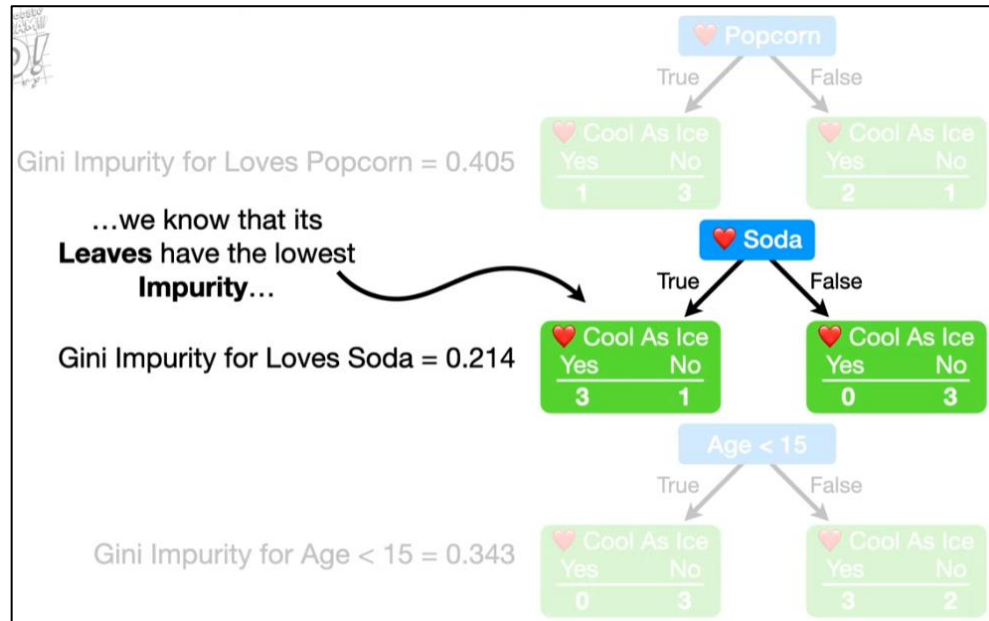 BAM!!
❤️ Popcorn
True False
❤️ Cool As Ice
Yes No
1 3
❤️ Cool As Ice
Yes No
2 1
Gini Impurity for Loves Popcorn = 0.405
…we know that its
Leaves have the lowest
Impurity…
❤️ Soda
True False
Gini Impurity for Loves Soda = 0.214
❤️ Cool As Ice
Yes No
3 1
❤️ Cool As Ice
Yes No
0 3
Age < 15
True False
Gini Impurity for Age < 15 = 0.343
❤️ Cool As Ice
Yes No
0 3
❤️ Cool As Ice
Yes No
3 2